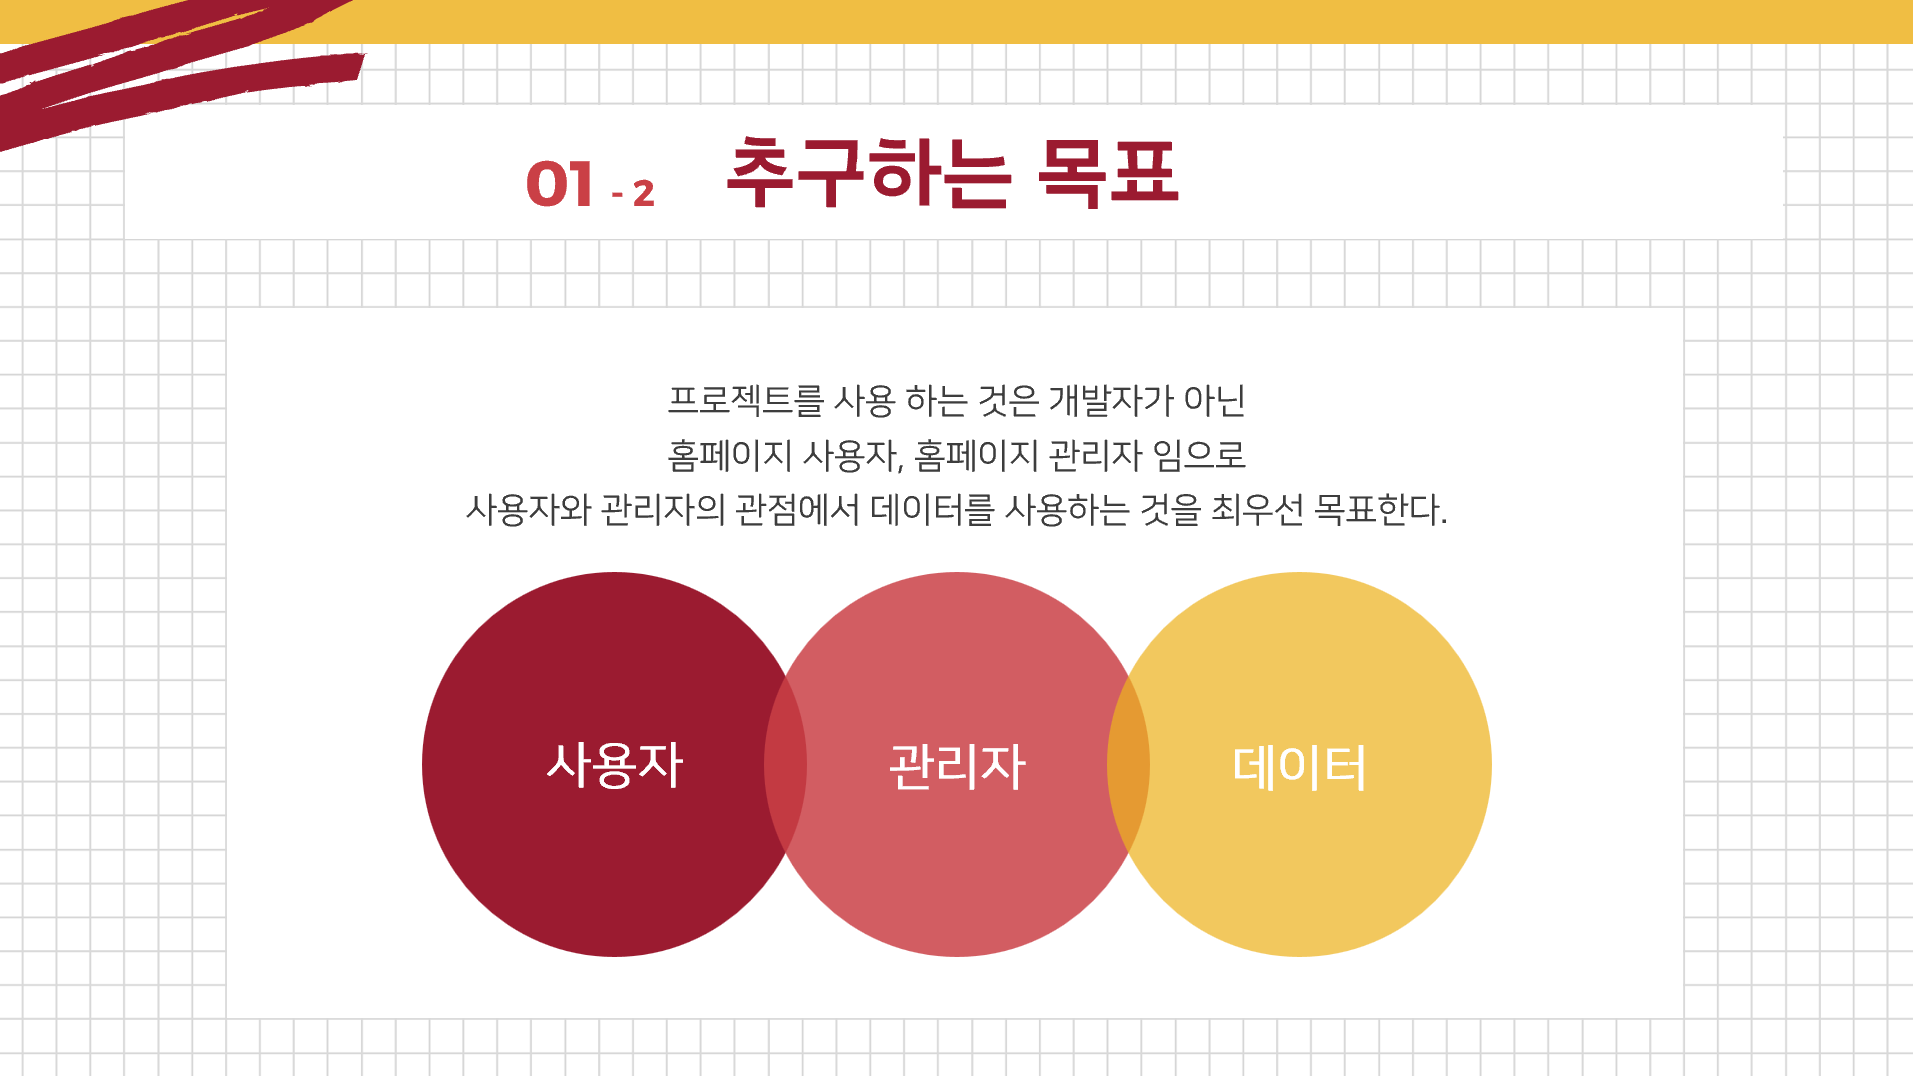 01 - 2 추구하는 목표
프로젝트를 사용 하는 것은 개발자가 아닌
홈페이지 사용자, 홈페이지 관리자 임으로
사용자와 관리자의 관점에서 데이터를 사용하는 것을 최우선 목표한다.
사용자 관리자 데이터